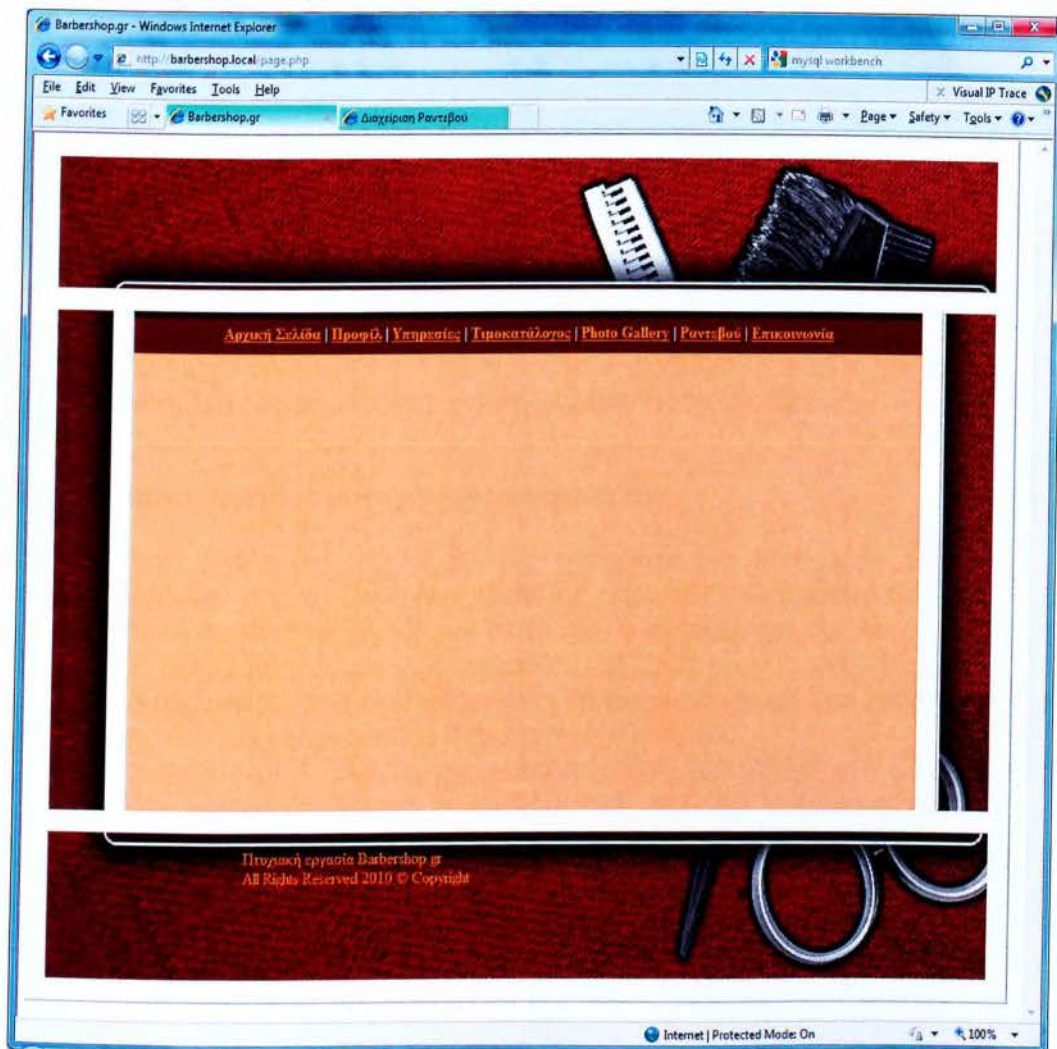 Barbershop.gr - Windows Internet Explorer
http://barbershop.local/page.php mysql workbench
File Edit View Favorites Tools Help Visual IP Trace
Favorites Barbershop.gr Διαχείριση Ραντεβού Page Safety Tools
Αρχική Σελίδα | Προφίλ | Υπηρεσίες | Τιμοκατάλογος | Photo Gallery | Ραντεβού | Επικοινωνία
Πτυχιακή εργασία Barbershop gr
All Rights Reserved 2010 © Copyright
Internet | Protected Mode: On 100%